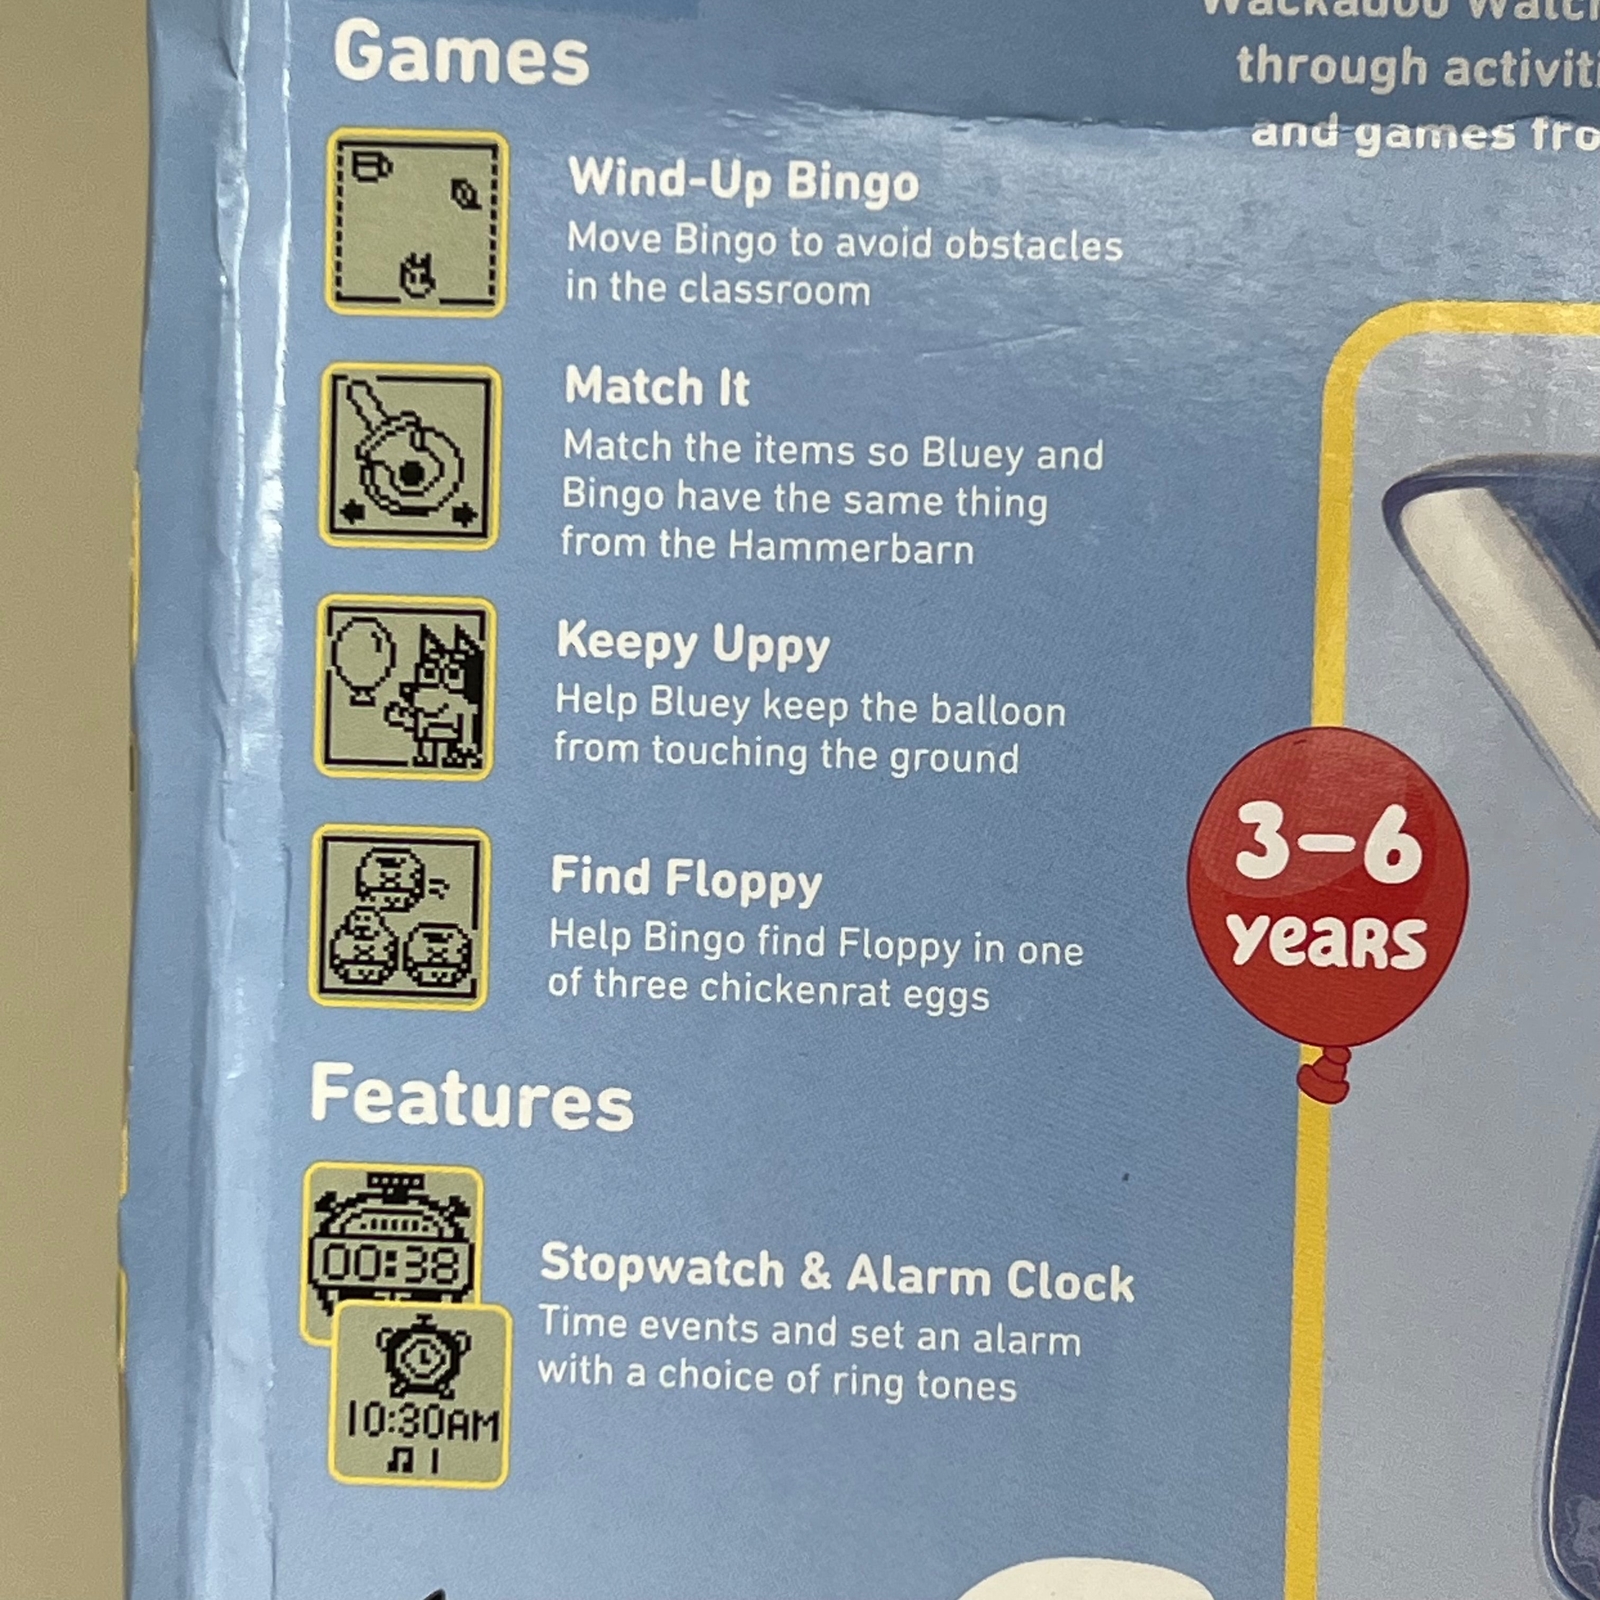 Games
Wackadoo Watch
through activiti
and games fro
Wind-Up Bingo
Move Bingo to avoid obstacles
in the classroom
Match It
Match the items so Bluey and
Bingo have the same thing
from the Hammerbarn
Keepy Uppy
Help Bluey keep the balloon
from touching the ground
3-6
years
Find Floppy
Help Bingo find Floppy in one
of three chickenrat eggs
Features
00:38
Stopwatch & Alarm Clock
Time events and set an alarm
with a choice of ring tones
10:30AM
1